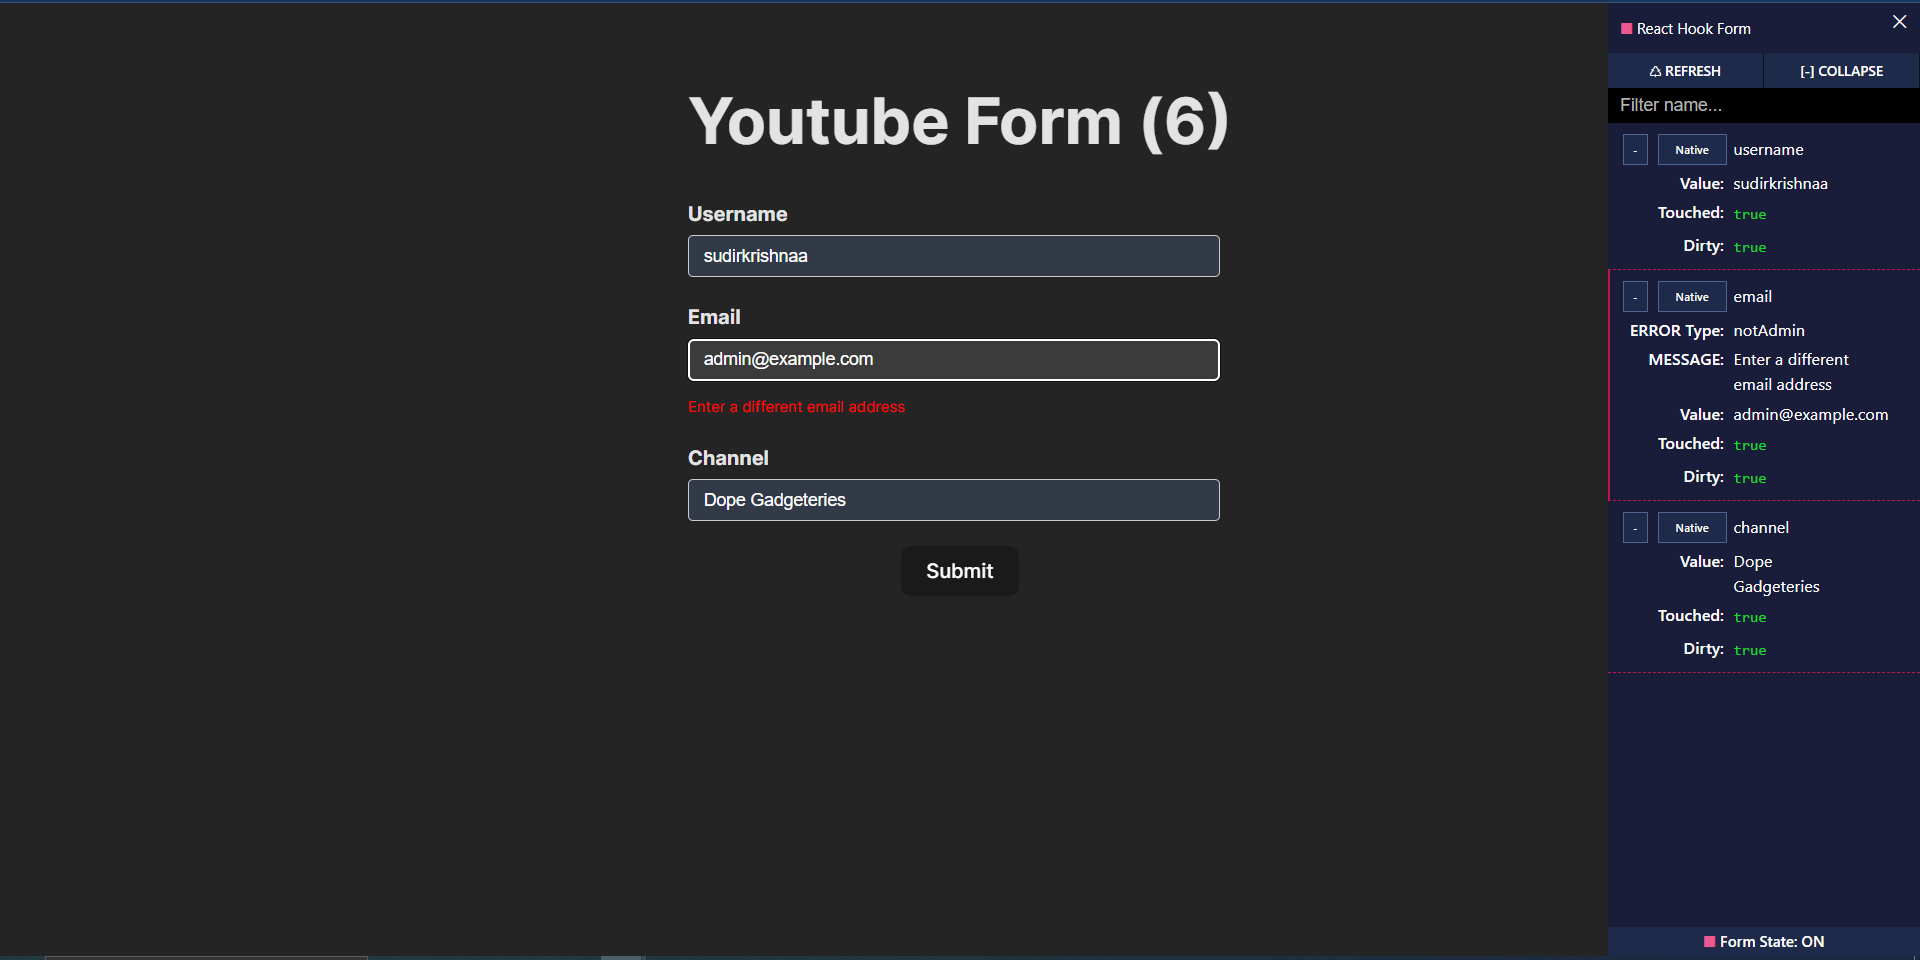 Youtube Form (6)
Username
sudirkrishnaa
Email
admin@example.com
Enter a different email address
Channel
Dope Gadgeteries
Submit
React Hook Form
REFRESH
[-] COLLAPSE
Filter name...
- Native username
Value: sudirkrishnaa
Touched: true
Dirty: true
- Native email
ERROR Type: notAdmin
MESSAGE: Enter a different
email address
Value: admin@example.com
Touched: true
Dirty: true
- Native channel
Value: Dope
Gadgeteries
Touched: true
Dirty: true
Form State: ON